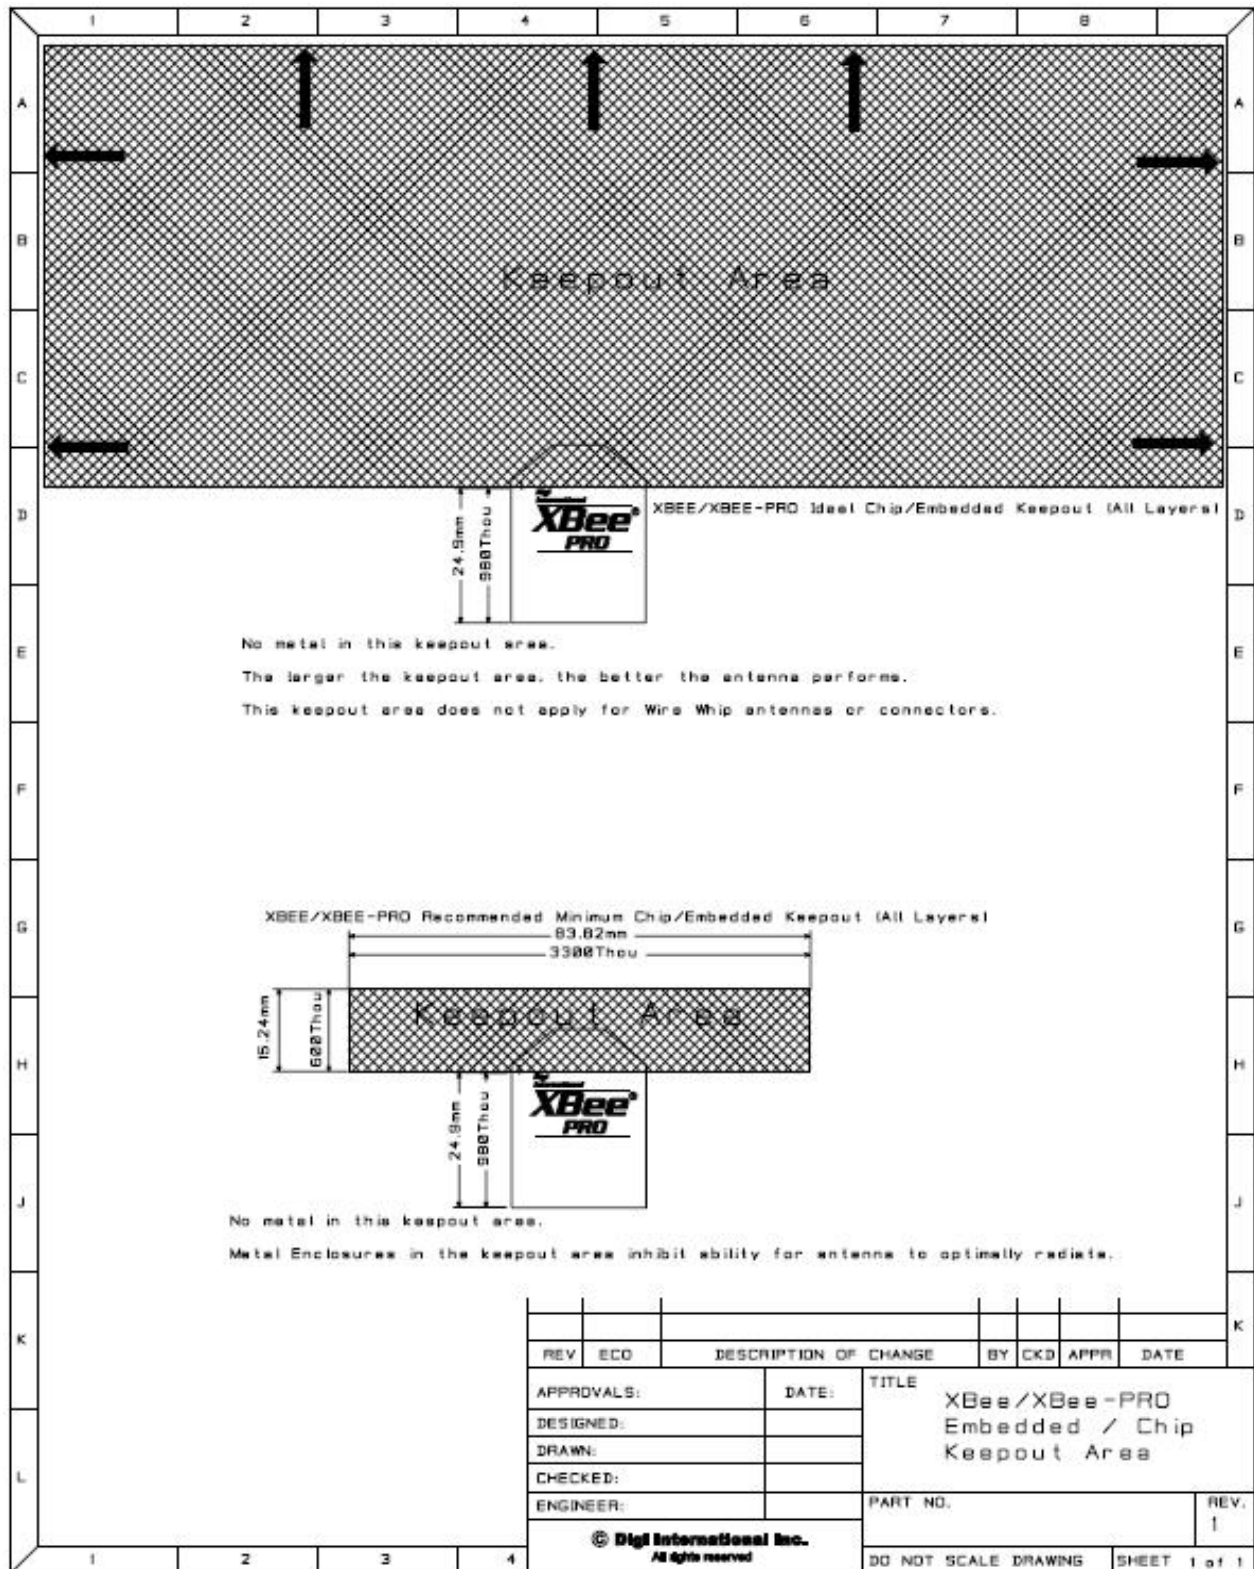 1 2 3 4 5 6 7 8
A A
B B
Keepout Area
C C
D D
XBee®
PRO
XBEE/XBEE-PRO Ideal Chip/Embedded Keepout (All Layers)
24.9mm
980Thou
E E
No metal in this keepout area.
The larger the keepout area, the better the antenna performs.
This keepout area does not apply for Wire Whip antennas or connectors.
F F
G G
XBEE/XBEE-PRO Recommended Minimum Chip/Embedded Keepout (All Layers)
83.82mm
3300Thou
Keepout Area
15.24mm
600Thou
H H
International
XBee®
PRO
24.9mm
980Thou
J J
No metal in this keepout area.
Metal Enclosures in the keepout area inhibit ability for antenna to optimally radiate.
K K
REV ECO DESCRIPTION OF CHANGE BY CKD APPR DATE
APPROVALS: DATE:
TITLE
XBee/XBee-PRO
Embedded / Chip
Keepout Area
DESIGNED:
DRAWN:
CHECKED:
L
ENGINEER:
PART NO. REV.
1
© Digi International Inc.
All rights reserved
DO NOT SCALE DRAWING SHEET 1 of 1
1 2 3 4